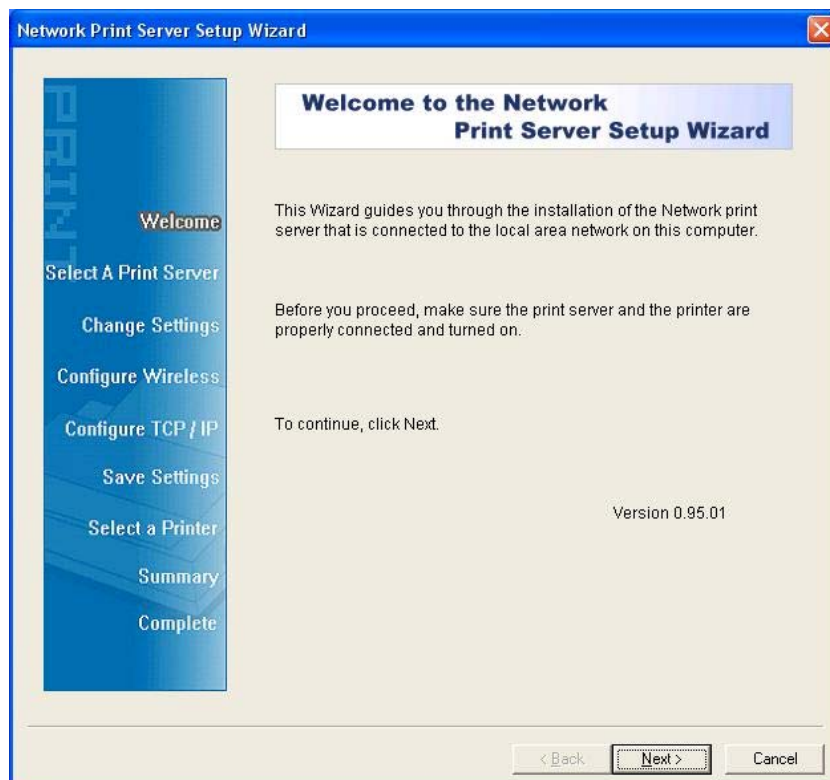 Network Print Server Setup Wizard
PRINT
Welcome
Select A Print Server
Change Settings
Configure Wireless
Configure TCP / IP
Save Settings
Select a Printer
Summary
Complete
Welcome to the Network
Print Server Setup Wizard
This Wizard guides you through the installation of the Network print
server that is connected to the local area network on this computer.
Before you proceed, make sure the print server and the printer are
properly connected and turned on.
To continue, click Next.
Version 0.95.01
< Back
Next >
Cancel